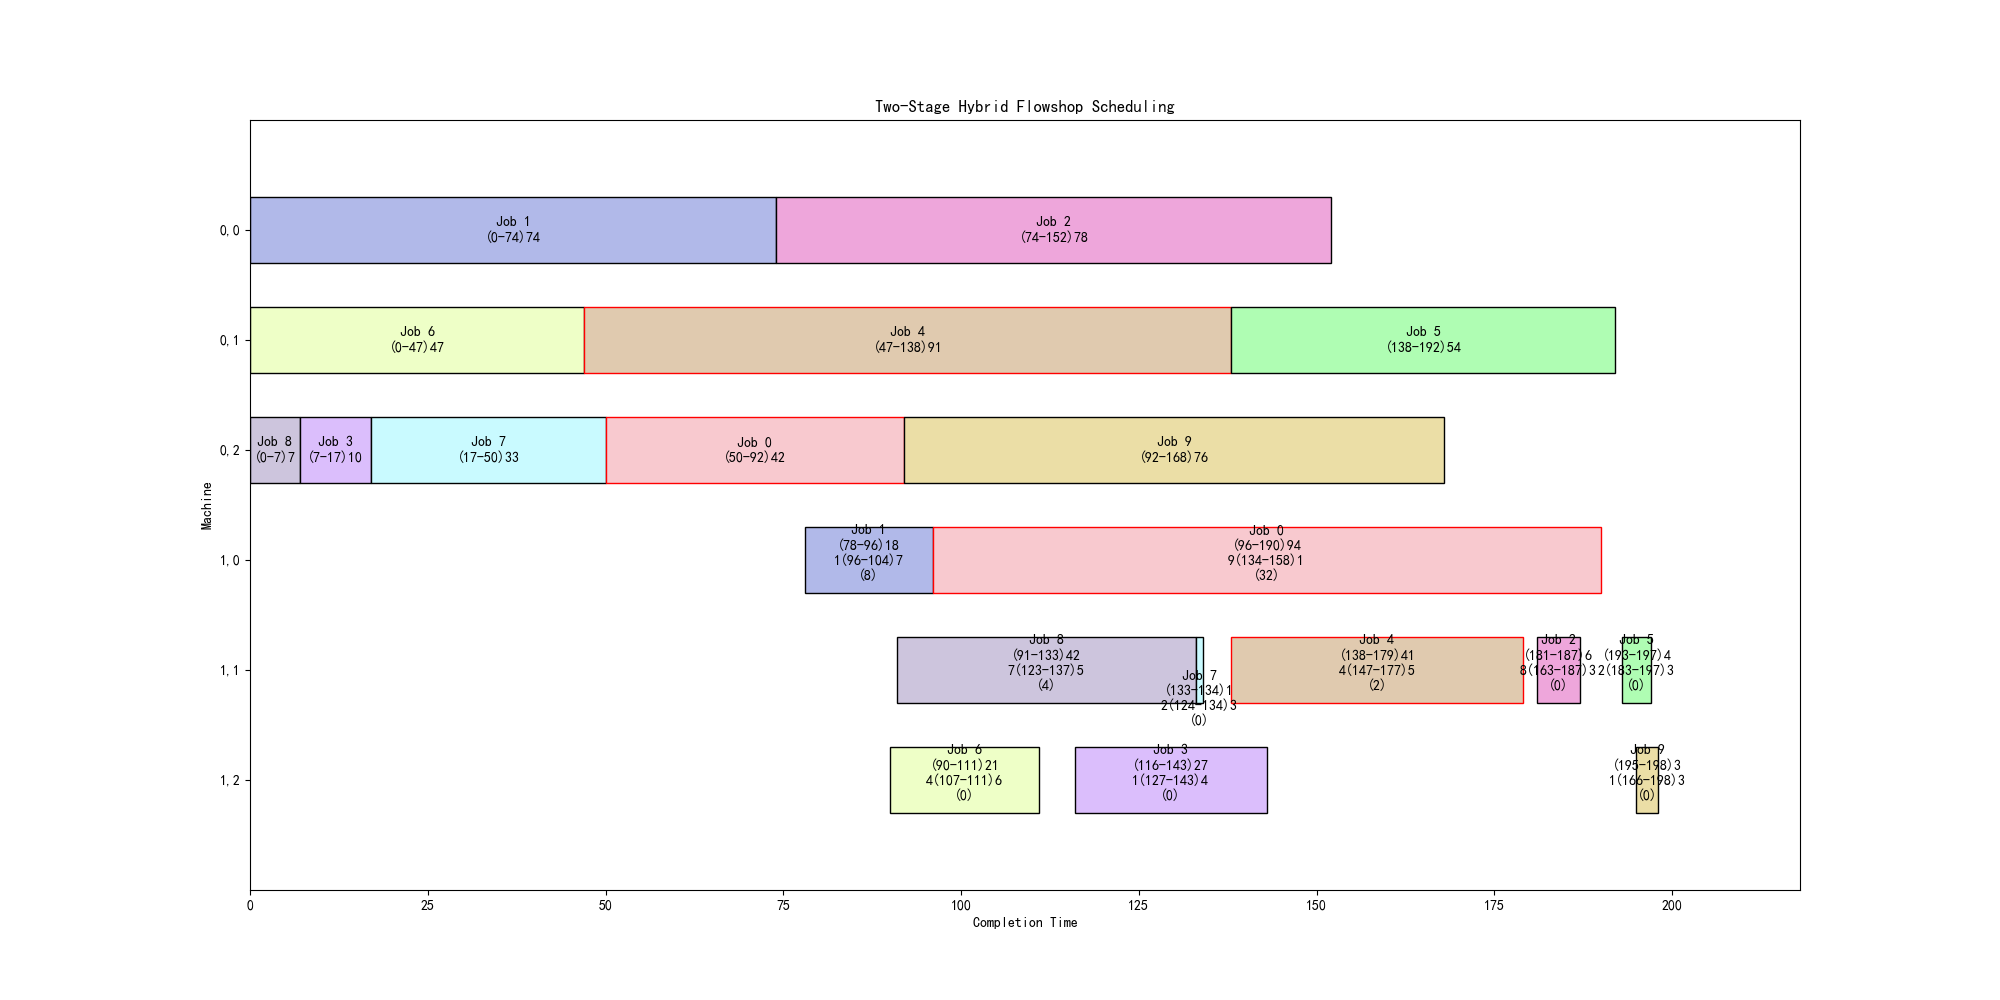 Two-Stage Hybrid Flowshop Scheduling
Machine
0,0
Job 1
(0-74)74
Job 2
(74-152)78
0,1
Job 6
(0-47)47
Job 4
(47-138)91
Job 5
(138-192)54
0,2
Job 8
(0-7)7
Job 3
(7-17)10
Job 7
(17-50)33
Job 0
(50-92)42
Job 9
(92-168)76
1,0
Job 1
(78-96)18
1(96-104)7
(8)
Job 0
(96-190)94
9(134-158)1
(32)
1,1
Job 8
(91-133)42
7(123-137)5
(4)
Job 7
(133-134)1
2(124-134)3
(0)
Job 4
(138-179)41
4(147-177)5
(2)
Job 2
(181-187)6
8(163-187)3
(0)
Job 5
(193-197)4
2(183-197)3
(0)
1,2
Job 6
(90-111)21
4(107-111)6
(0)
Job 3
(116-143)27
1(127-143)4
(0)
Job 9
(195-198)3
1(166-198)3
(0)
0
25
50
75
100
125
150
175
200
Completion Time